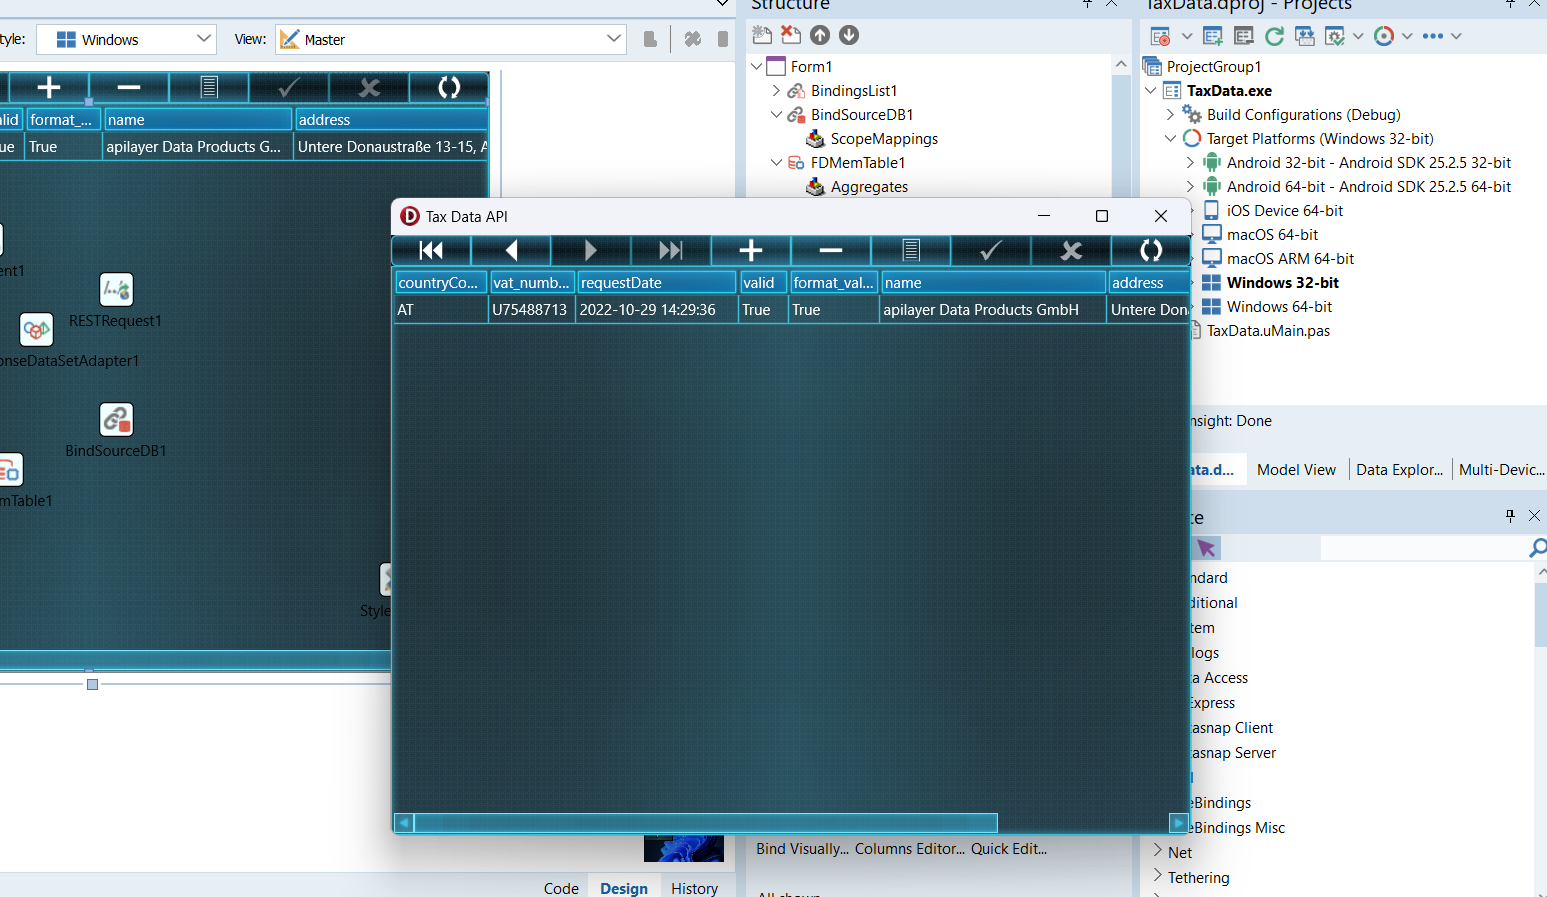 Structure
TaxData.dproj - Projects
tyle:
Windows
View:
Master
Form1
BindingsList1
BindSourceDB1
ScopeMappings
FDMemTable1
Aggregates
ProjectGroup1
TaxData.exe
Build Configurations (Debug)
Target Platforms (Windows 32-bit)
Android 32-bit - Android SDK 25.2.5 32-bit
Android 64-bit - Android SDK 25.2.5 64-bit
iOS Device 64-bit
macOS 64-bit
macOS ARM 64-bit
Windows 32-bit
Windows 64-bit
TaxData.uMain.pas
alid format_... name address
ue True apilayer Data Products G... Untere Donaustraße 13-15, A
ent1
RESTRequest1
onseDataSetAdapter1
BindSourceDB1
mTable1
Style
Tax Data API
countryCo... vat_numb... requestDate valid format_val... name address
AT U75488713 2022-10-29 14:29:36 True True apilayer Data Products GmbH Untere Dona
nsight: Done
ata.d... Model View Data Explor... Multi-Devic...
te
ndard
ditional
tem
logs
a Access
Express
asnap Client
asnap Server
eBindings
eBindings Misc
Net
Tethering
Bind Visually... Columns Editor... Quick Edit...
Code Design History
All shown